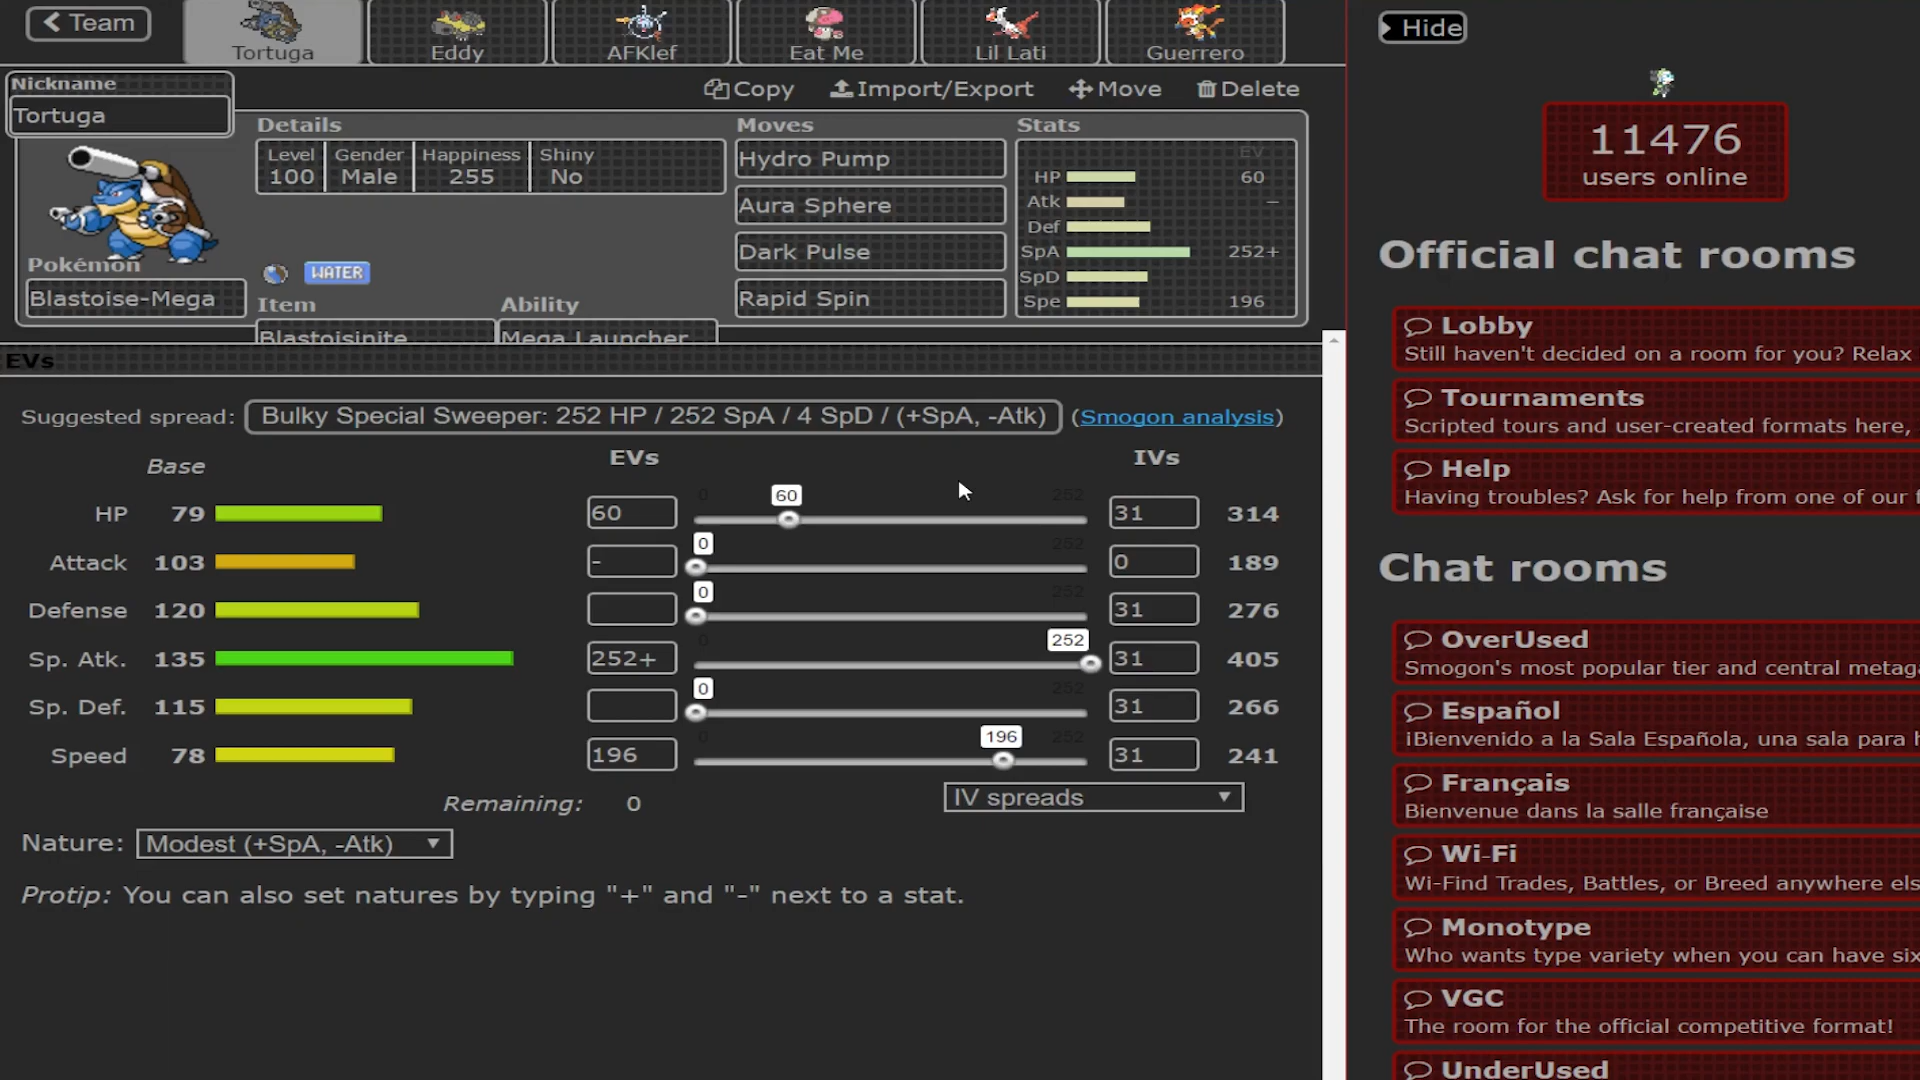 Team
Tortuga
Eddy
AFKlef
Eat Me
Lil Lati
Guerrero
Hide
Nickname
Tortuga
Copy
Import/Export
Move
Delete
Details
Level
100
Gender
Male
Happiness
255
Shiny
No
WATER
Pokémon
Blastoise-Mega
Item
Blastoisinite
Ability
Mega Launcher
Moves
Hydro Pump
Aura Sphere
Dark Pulse
Rapid Spin
Stats
EV
HP 60
Atk –
Def
SpA 252+
SpD
Spe 196
EVs
Suggested spread: Bulky Special Sweeper: 252 HP / 252 SpA / 4 SpD / (+SpA, -Atk) (Smogon analysis)
Base EVs IVs
0 60 252
HP 79 60 31 314
0 252
Attack 103 - 0 189
0 252
Defense 120 31 276
0 252
Sp. Atk. 135 252+ 31 405
0 252
Sp. Def. 115 31 266
0 196 252
Speed 78 196 31 241
Remaining: 0 IV spreads
Nature: Modest (+SpA, -Atk)
Protip: You can also set natures by typing "+" and "-" next to a stat.
11476
users online
Official chat rooms
Lobby
Still haven't decided on a room for you? Relax
Tournaments
Scripted tours and user-created formats here,
Help
Having troubles? Ask for help from one of our
Chat rooms
OverUsed
Smogon's most popular tier and central metaga
Español
¡Bienvenido a la Sala Española, una sala para
Français
Bienvenue dans la salle française
Wi-Fi
Wi-Find Trades, Battles, or Breed anywhere els
Monotype
Who wants type variety when you can have six
VGC
The room for the official competitive format!
UnderUsed